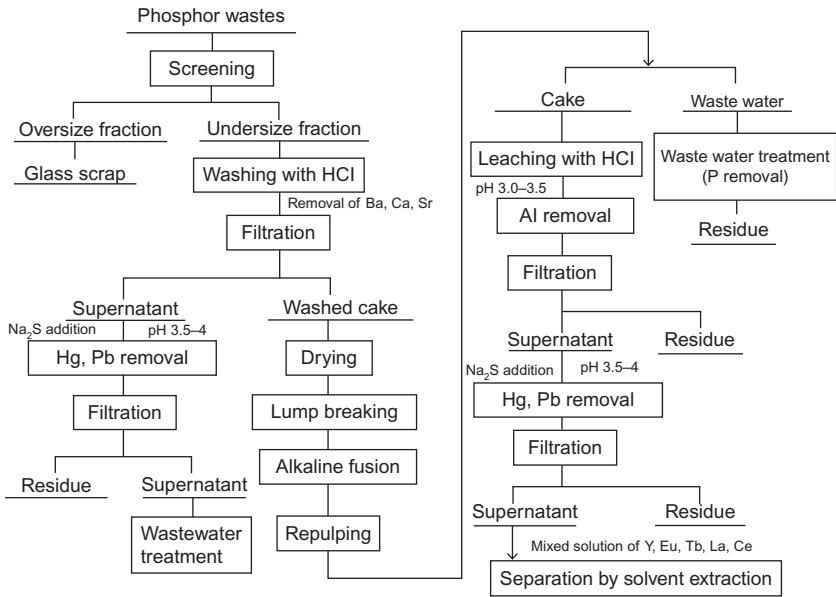 Phosphor wastes
Screening
Oversize fraction
Undersize fraction
Glass scrap
Washing with HCl
Removal of Ba, Ca, Sr
Filtration
Supernatant
Washed cake
Na₂S addition
pH 3.5–4
Hg, Pb removal
Drying
Filtration
Lump breaking
Alkaline fusion
Residue
Supernatant
Wastewater
treatment
Repulping
Cake
Waste water
Leaching with HCl
Waste water treatment
(P removal)
pH 3.0–3.5
Al removal
Residue
Filtration
Supernatant
Residue
Na₂S addition
pH 3.5–4
Hg, Pb removal
Filtration
Supernatant
Residue
Mixed solution of Y, Eu, Tb, La, Ce
Separation by solvent extraction